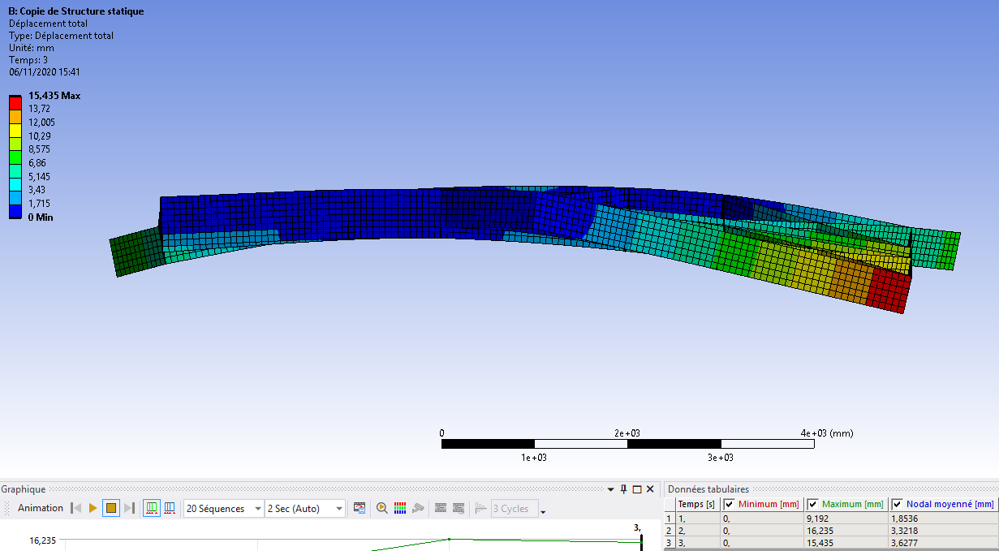 B: Copie de Structure statique
Déplacement total
Type: Déplacement total
Unité: mm
Temps: 3
06/11/2020 15:41
15,435 Max
13,72
12,005
10,29
8,575
6,86
5,145
3,43
1,715
0 Min
0 2e+03 4e+03 (mm)
1e+03 3e+03
Graphique
Animation 20 Séquences 2 Sec (Auto) 3 Cycles
3,
16,235
Données tabulaires
Temps [s] Minimum [mm] Maximum [mm] Nodal moyenné [mm]
1 1, 0, 9,192 1,8536
2 2, 0, 16,235 3,3218
3 3, 0, 15,435 3,6277